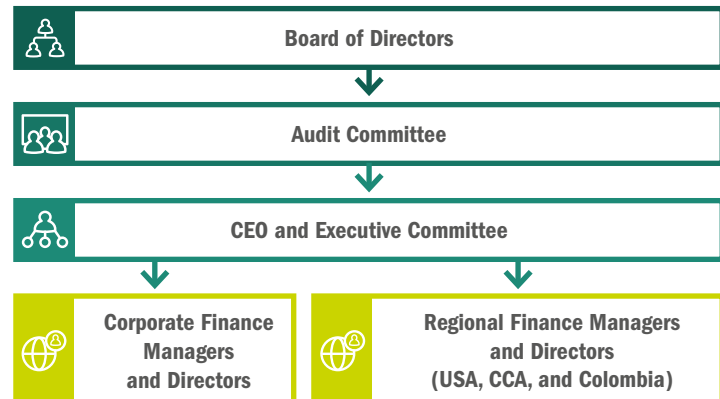 Board of Directors
Audit Committee
CEO and Executive Committee
Corporate Finance
Managers
and Directors
Regional Finance Managers
and Directors
(USA, CCA, and Colombia)